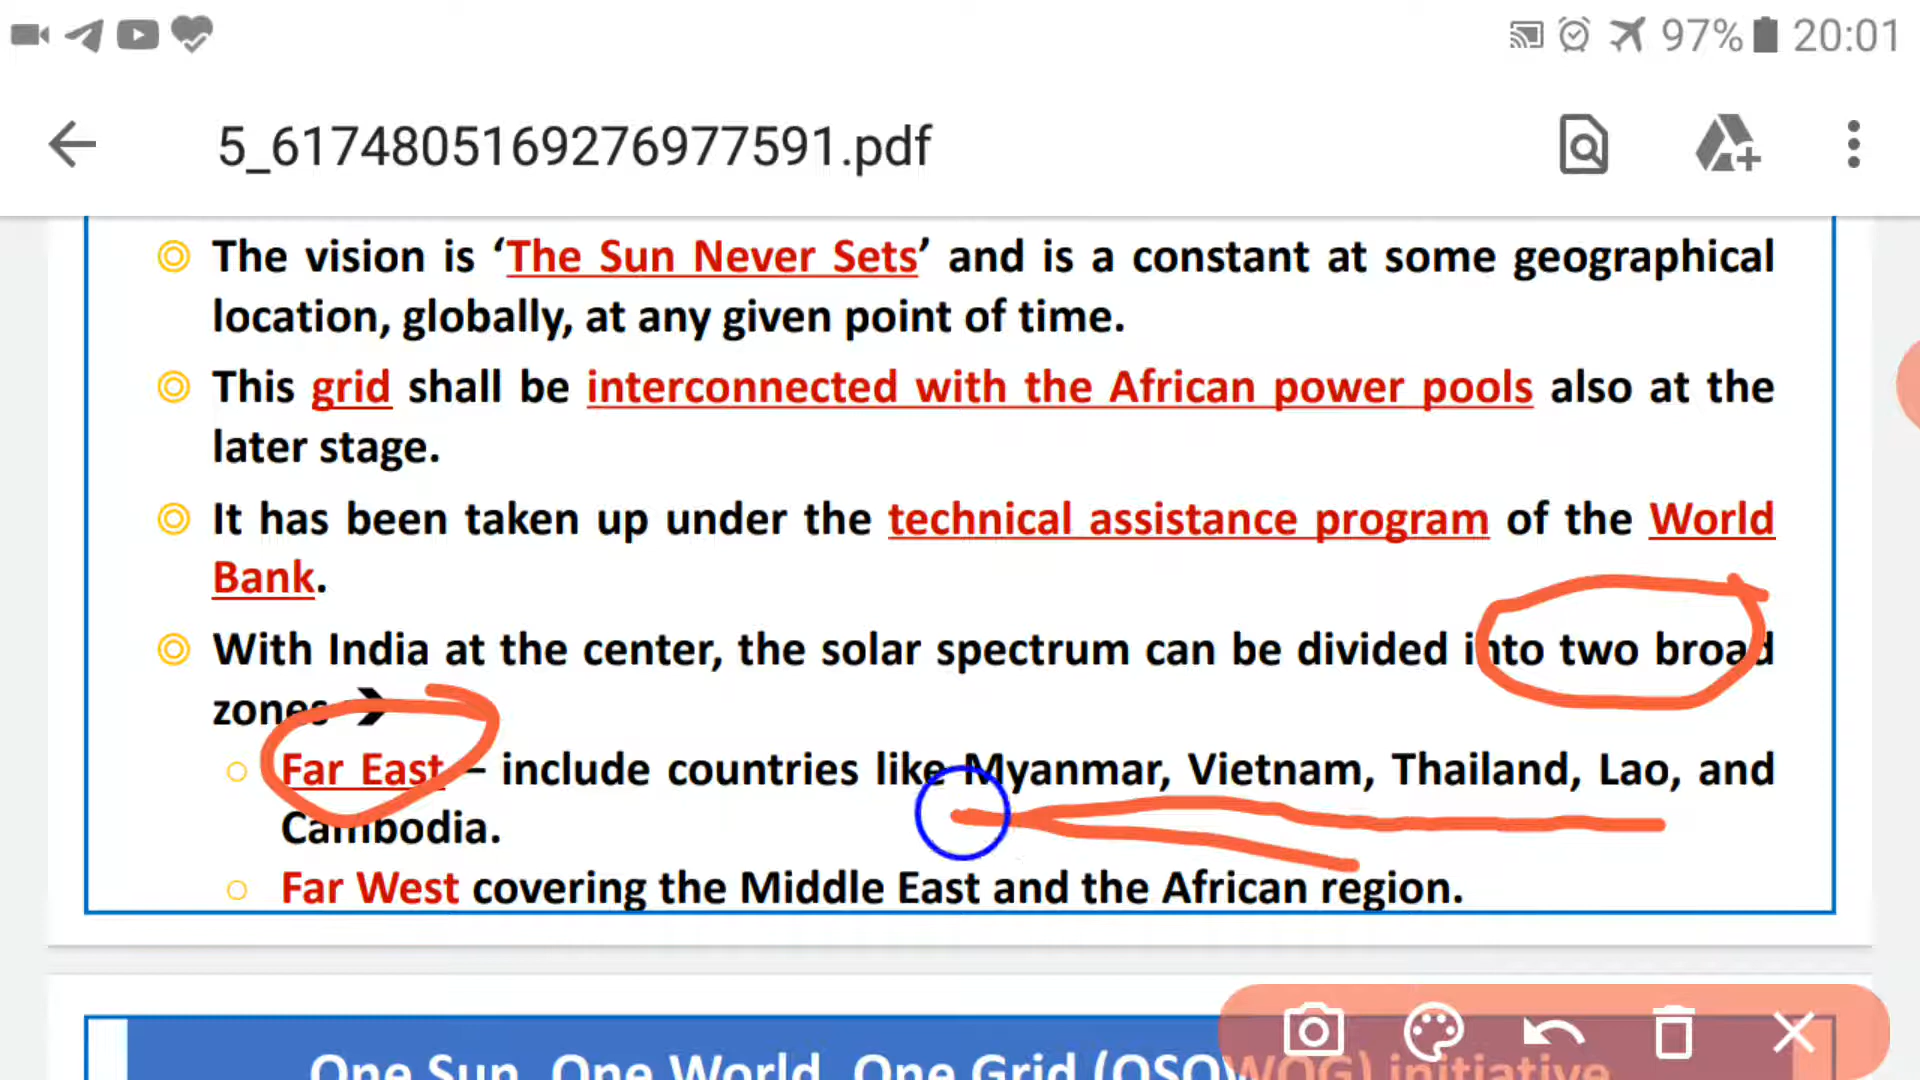 97% 20:01
5_6174805169276977591.pdf
The vision is ‘The Sun Never Sets’ and is a constant at some geographical
location, globally, at any given point of time.
This grid shall be interconnected with the African power pools also at the
later stage.
It has been taken up under the technical assistance program of the World
Bank.
With India at the center, the solar spectrum can be divided into two broad
zones ➔
Far East – include countries like Myanmar, Vietnam, Thailand, Lao, and
Cambodia.
Far West covering the Middle East and the African region.
One Sun, One World, One Grid (OSOWOG) initiative